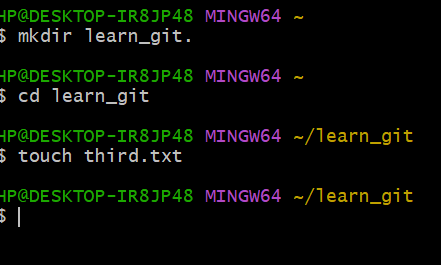 HP@DESKTOP-IR8JP48 MINGW64 ~
$ mkdir learn_git.
HP@DESKTOP-IR8JP48 MINGW64 ~
$ cd learn_git
HP@DESKTOP-IR8JP48 MINGW64 ~/learn_git
$ touch third.txt
HP@DESKTOP-IR8JP48 MINGW64 ~/learn_git
$